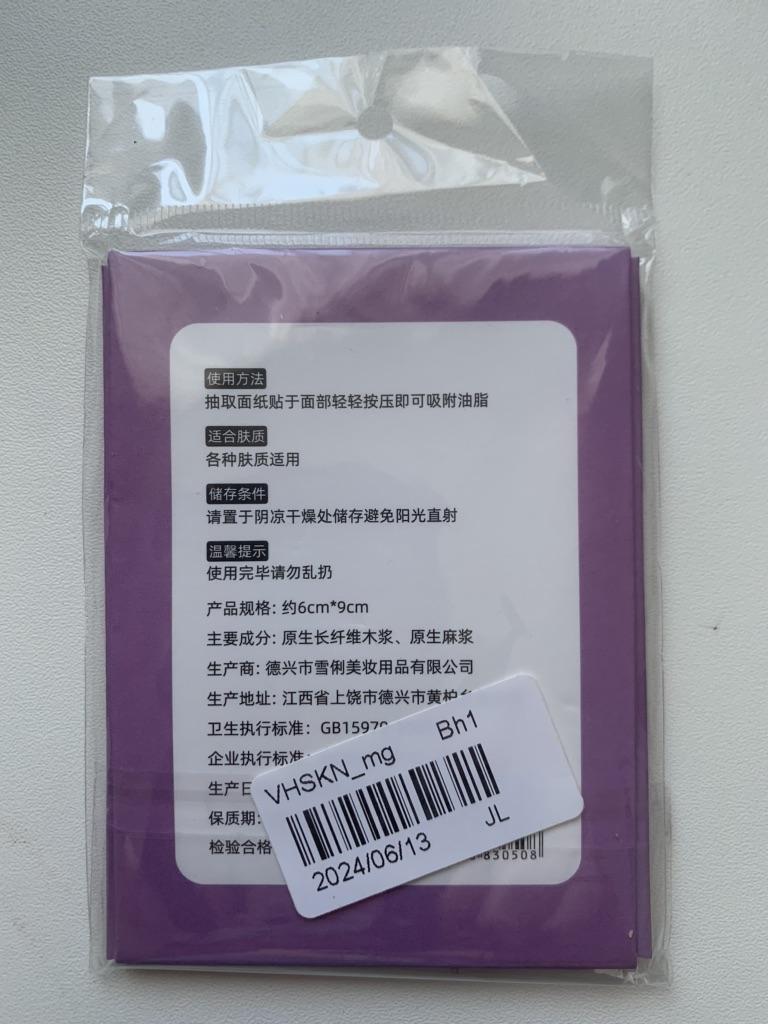 使用方法
抽取面纸贴于面部轻轻按压即可吸附油脂
适合肤质
各种肤质适用
储存条件
请置于阴凉干燥处储存避免阳光直射
温馨提示
使用完毕请勿乱扔
产品规格: 约6cm*9cm
主要成分: 原生长纤维木浆、原生麻浆
生产商: 德兴市雪俐美妆用品有限公司
生产地址: 江西省上饶市德兴市黄柏
卫生执行标准: GB15979
企业执行标准:
生产日
保质期:
检验合格
VHSKN_mg Bh1
2024/06/13 JL
830508